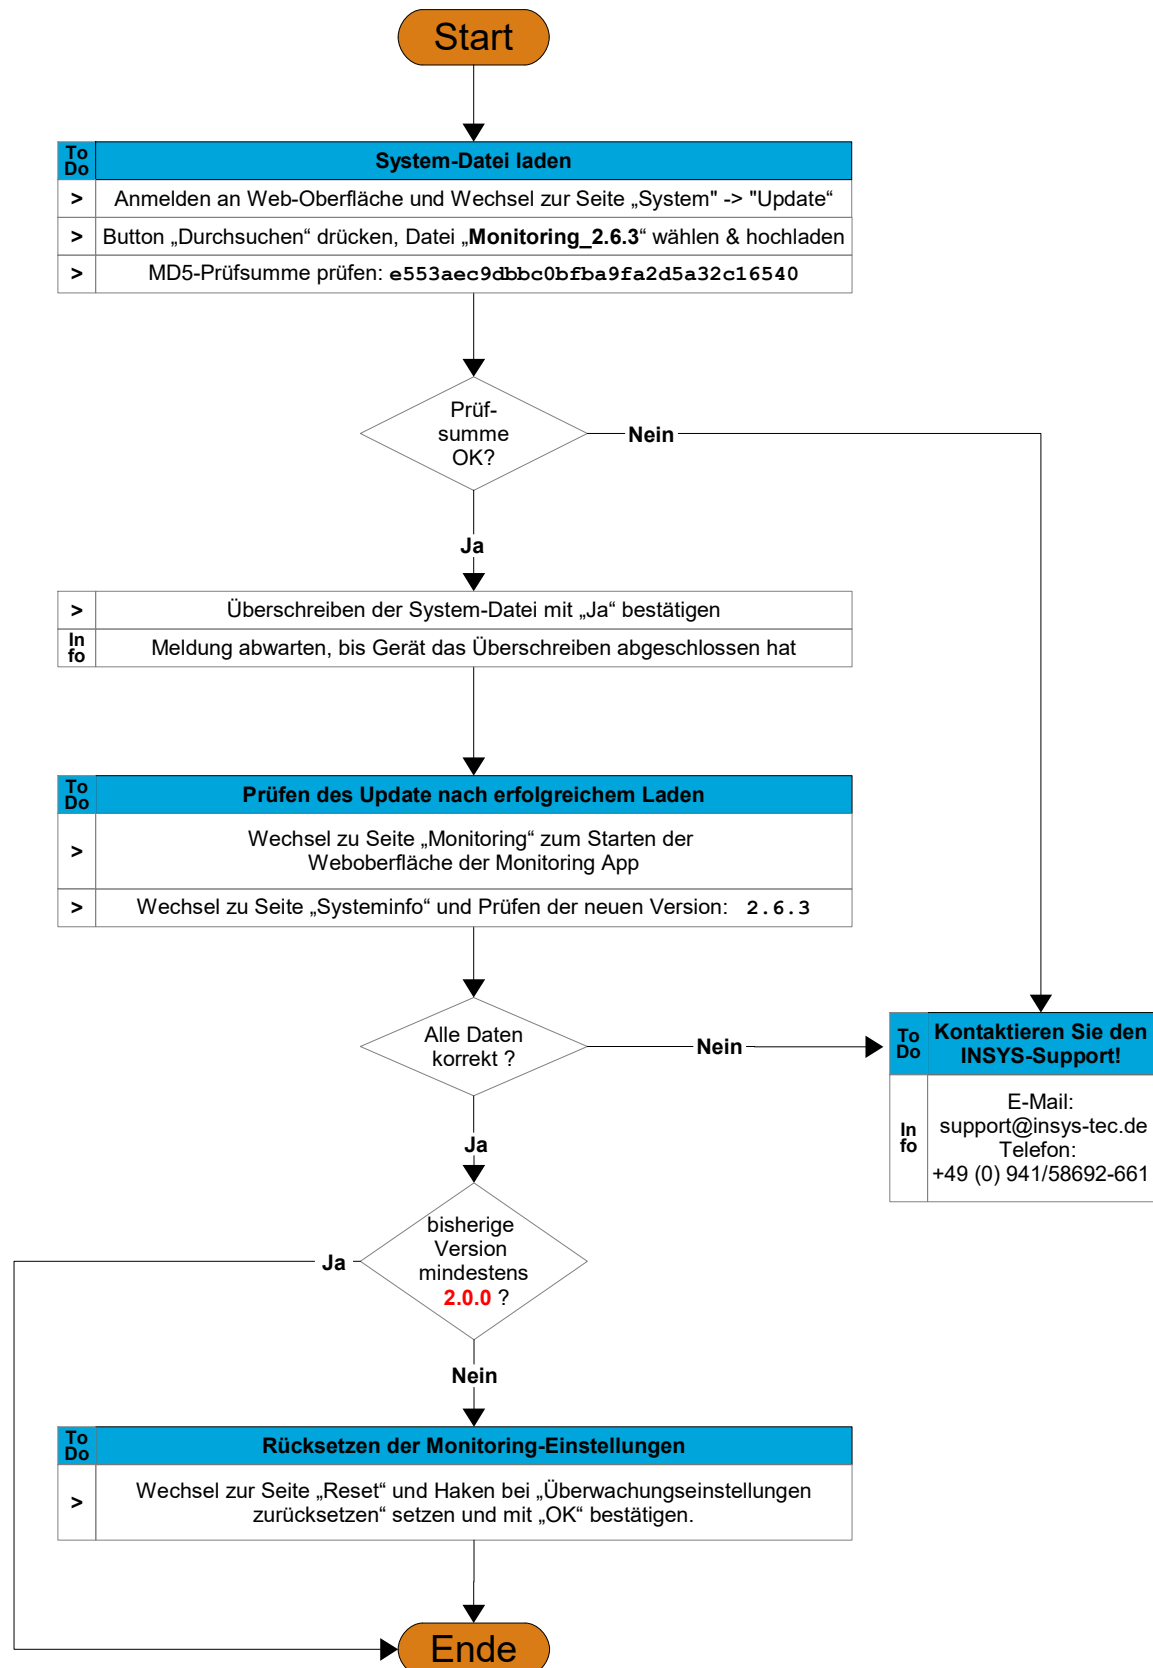 Start
To Do
System-Datei laden
> Anmelden an Web-Oberfläche und Wechsel zur Seite „System" -> "Update“
> Button „Durchsuchen“ drücken, Datei „Monitoring_2.6.3“ wählen & hochladen
> MD5-Prüfsumme prüfen: e553aec9dbbc0bfba9fa2d5a32c16540
Prüf-
summe
OK?
Nein
Ja
> Überschreiben der System-Datei mit „Ja“ bestätigen
In fo
Meldung abwarten, bis Gerät das Überschreiben abgeschlossen hat
To Do
Prüfen des Update nach erfolgreichem Laden
> Wechsel zu Seite „Monitoring“ zum Starten der
Weboberfläche der Monitoring App
> Wechsel zu Seite „Systeminfo“ und Prüfen der neuen Version: 2.6.3
Alle Daten
korrekt ?
Nein
To Do
Kontaktieren Sie den
INSYS-Support!
In fo
E-Mail:
support@insys-tec.de
Telefon:
+49 (0) 941/58692-661
Ja
bisherige
Version
mindestens
2.0.0 ?
Ja
Nein
To Do
Rücksetzen der Monitoring-Einstellungen
> Wechsel zur Seite „Reset“ und Haken bei „Überwachungseinstellungen
zurücksetzen“ setzen und mit „OK“ bestätigen.
Ende